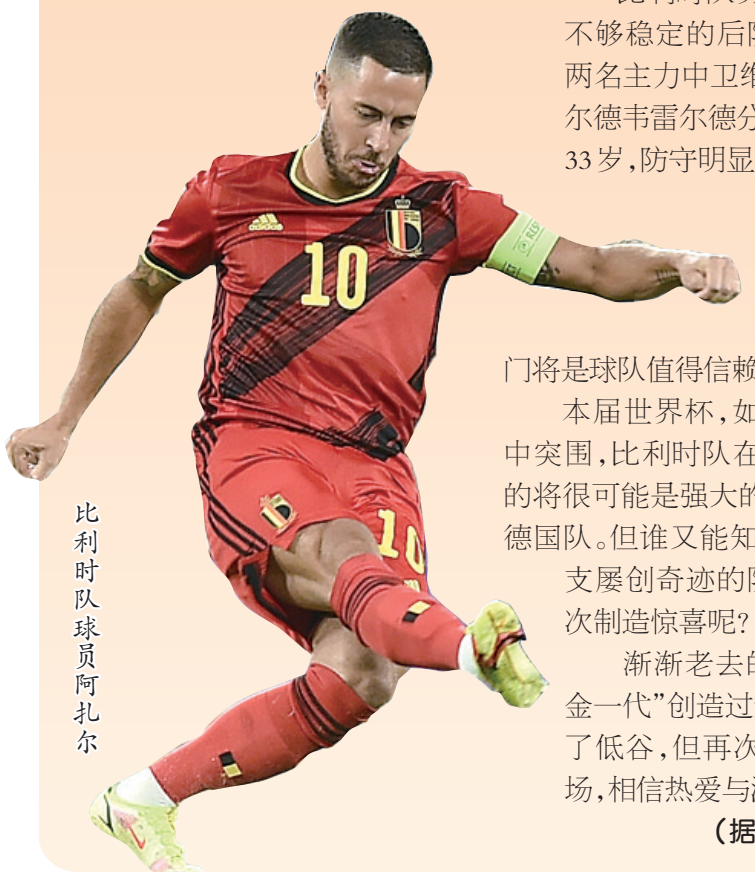 不够稳定的后
两名主力中卫维
尔德韦雷尔德分
33岁,防守明显
adidas
10
门将是球队值得信赖
本届世界杯,如
中突围,比利时队在
的将很可能是强大的
德国队。但谁又能知
支屡创奇迹的
次制造惊喜呢?
渐渐老去的
金一代”创造过
了低谷,但再次
场,相信热爱与
(据
10
比利时队球员阿扎尔